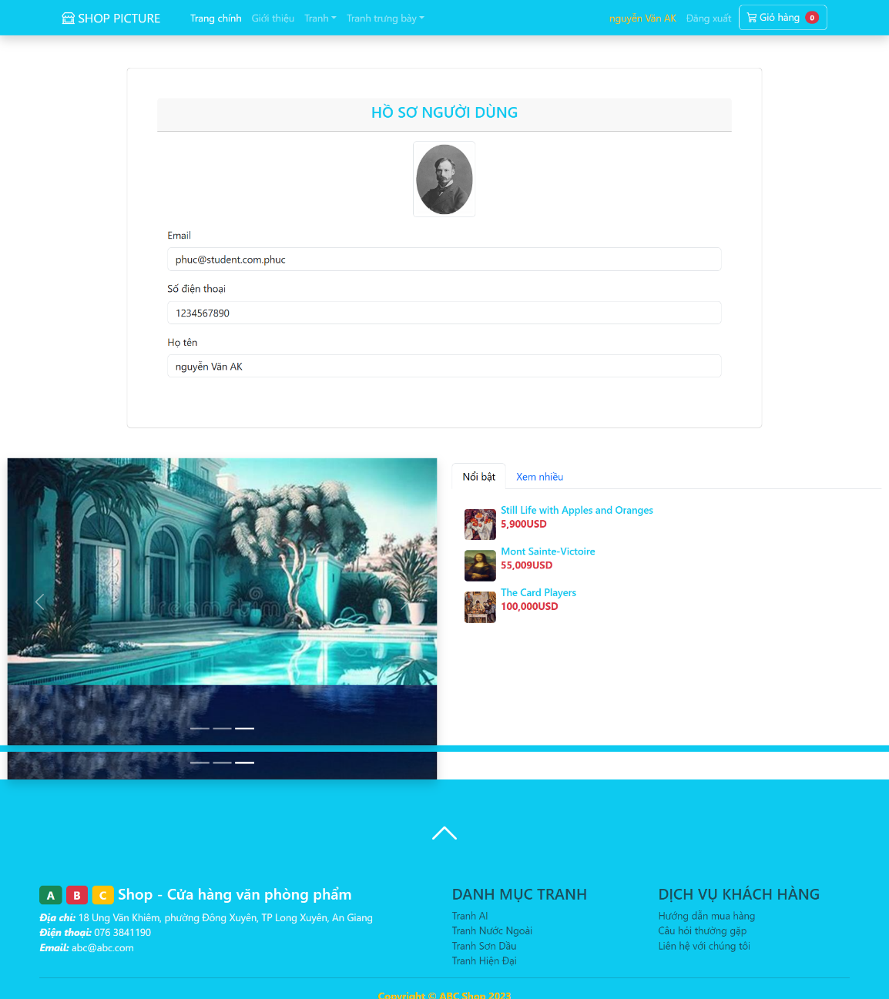 SHOP PICTURE
Trang chính
Giới thiệu
Tranh
Tranh trưng bày
nguyễn Văn AK
Đăng xuất
Giỏ hàng 0
HỒ SƠ NGƯỜI DÙNG
Email
phuc@student.com.phuc
Số điện thoại
1234567890
Họ tên
nguyễn Văn AK
dreamstime
Nổi bật
Xem nhiều
Still Life with Apples and Oranges
5,900USD
Mont Sainte-Victoire
55,009USD
The Card Players
100,000USD
A B C Shop - Cửa hàng văn phòng phẩm
Địa chỉ: 18 Ung Văn Khiêm, phường Đông Xuyên, TP Long Xuyên, An Giang
Điện thoại: 076 3841190
Email: abc@abc.com
DANH MỤC TRANH
Tranh AI
Tranh Nước Ngoài
Tranh Sơn Dầu
Tranh Hiện Đại
DỊCH VỤ KHÁCH HÀNG
Hướng dẫn mua hàng
Câu hỏi thường gặp
Liên hệ với chúng tôi
Copyright © ABC Shop 2023